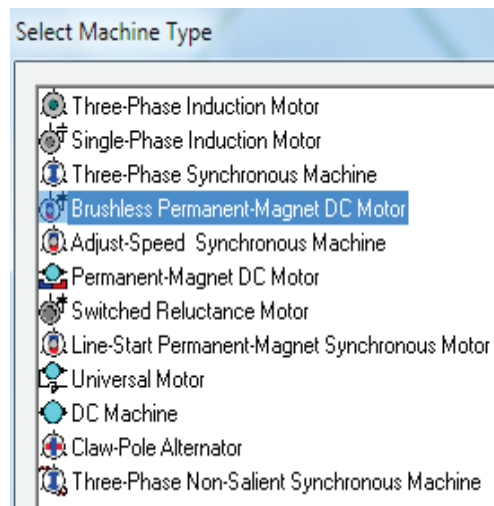 Select Machine Type
Three-Phase Induction Motor
Single-Phase Induction Motor
Three-Phase Synchronous Machine
Brushless Permanent-Magnet DC Motor
Adjust-Speed  Synchronous Machine
Permanent-Magnet DC Motor
Switched Reluctance Motor
Line-Start Permanent-Magnet Synchronous Motor
Universal Motor
DC Machine
Claw-Pole Alternator
Three-Phase Non-Salient Synchronous Machine